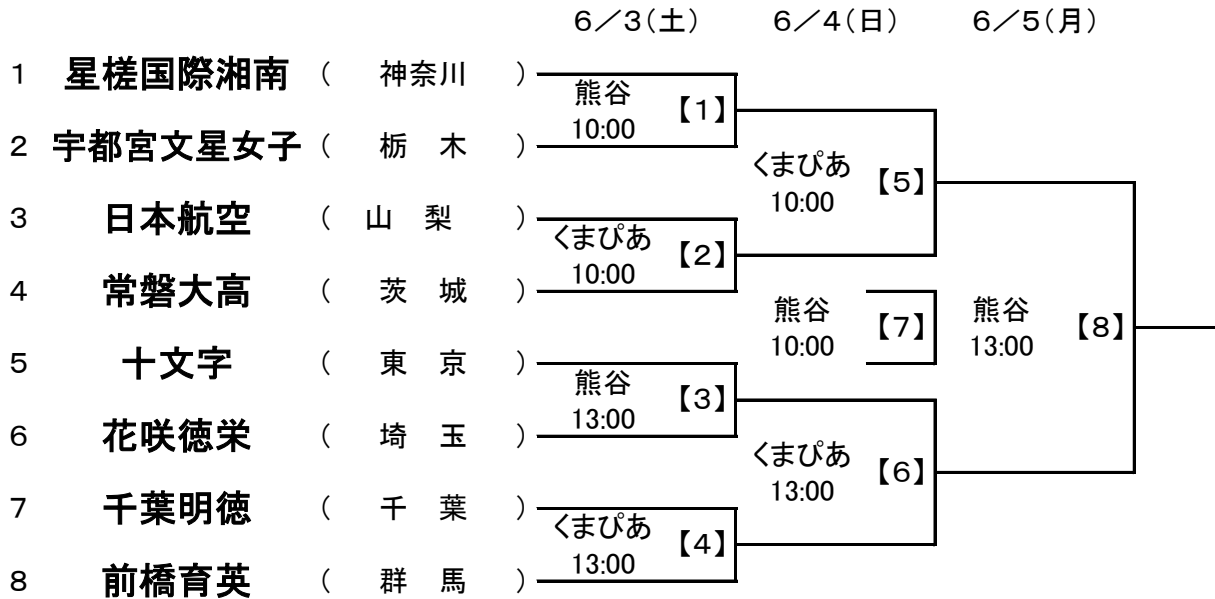 6／3(土) 6／4(日) 6／5(月)
1 星槎国際湘南 ( 神奈川 )
熊谷 【1】
10:00
2 宇都宮文星女子 ( 栃 木 )
くまぴあ 【5】
10:00
3 日本航空 ( 山 梨 )
くまぴあ 【2】
10:00
4 常磐大高 ( 茨 城 )
熊谷 【7】
10:00
熊谷 【8】
13:00
5 十文字 ( 東 京 )
熊谷 【3】
13:00
6 花咲徳栄 ( 埼 玉 )
くまぴあ 【6】
13:00
7 千葉明徳 ( 千 葉 )
くまぴあ 【4】
13:00
8 前橋育英 ( 群 馬 )